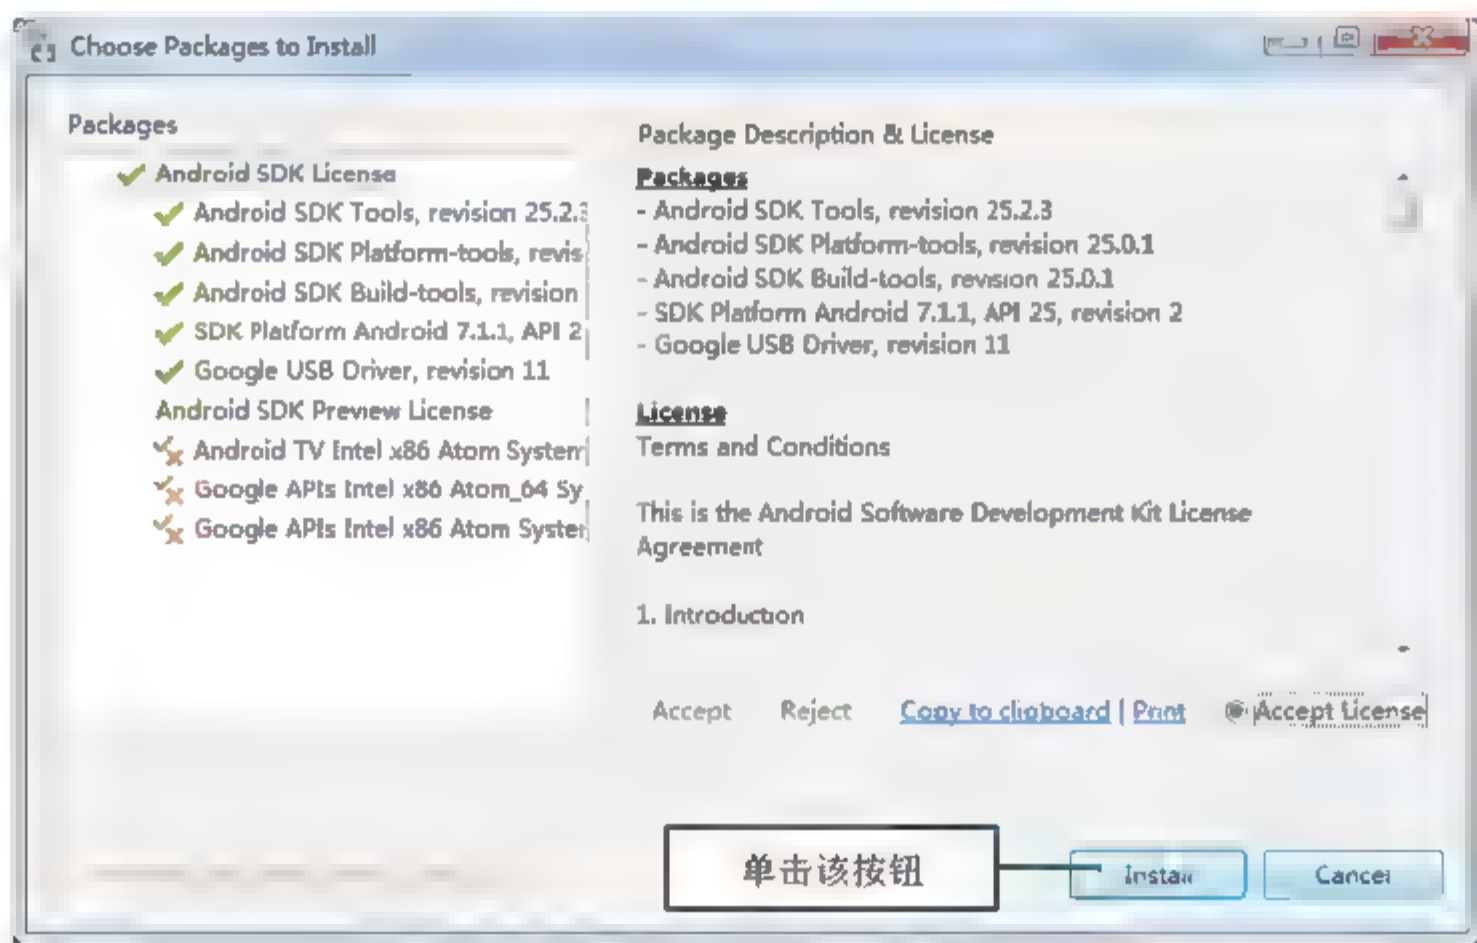 Choose Packages to Install
Packages
Android SDK License
Android SDK Tools, revision 25.2.3
Android SDK Platform-tools, revis
Android SDK Build-tools, revision
SDK Platform Android 7.1.1, API 2
Google USB Driver, revision 11
Android SDK Preview License
Android TV Intel x86 Atom System
Google APIs Intel x86 Atom_64 Sy
Google APIs Intel x86 Atom System
Package Description & License
Packages
- Android SDK Tools, revision 25.2.3
- Android SDK Platform-tools, revision 25.0.1
- Android SDK Build-tools, revision 25.0.1
- SDK Platform Android 7.1.1, API 25, revision 2
- Google USB Driver, revision 11
License
Terms and Conditions
This is the Android Software Development Kit License
Agreement
1. Introduction
Accept Reject Copy to clipboard | Print Accept License
单击该按钮
Install Cancel